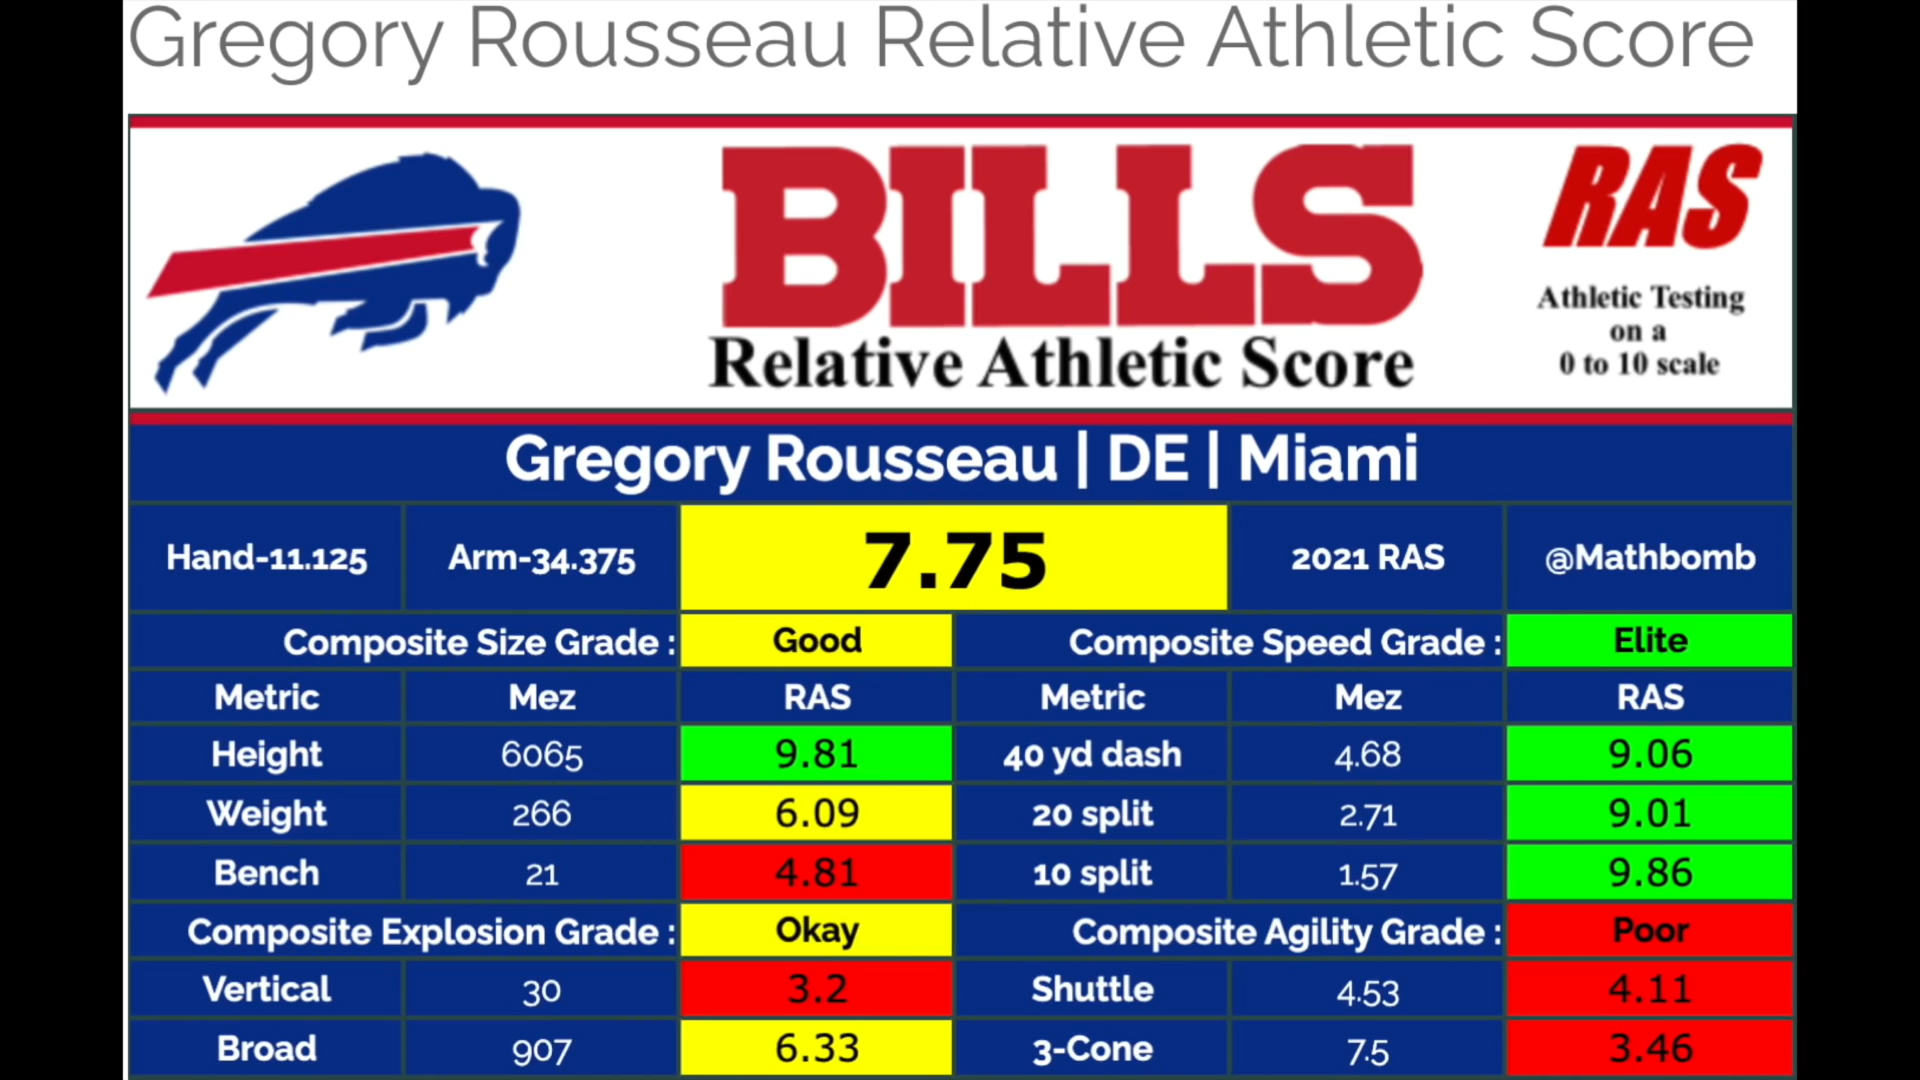 Gregory Rousseau Relative Athletic Score
BILLS
Relative Athletic Score
RAS
Athletic Testing
on a
0 to 10 scale
Gregory Rousseau | DE | Miami
Hand-11.125 Arm-34.375 7.75 2021 RAS @Mathbomb
Composite Size Grade : Good Composite Speed Grade : Elite
Metric Mez RAS Metric Mez RAS
Height 6065 9.81 40 yd dash 4.68 9.06
Weight 266 6.09 20 split 2.71 9.01
Bench 21 4.81 10 split 1.57 9.86
Composite Explosion Grade : Okay Composite Agility Grade : Poor
Vertical 30 3.2 Shuttle 4.53 4.11
Broad 907 6.33 3-Cone 7.5 3.46